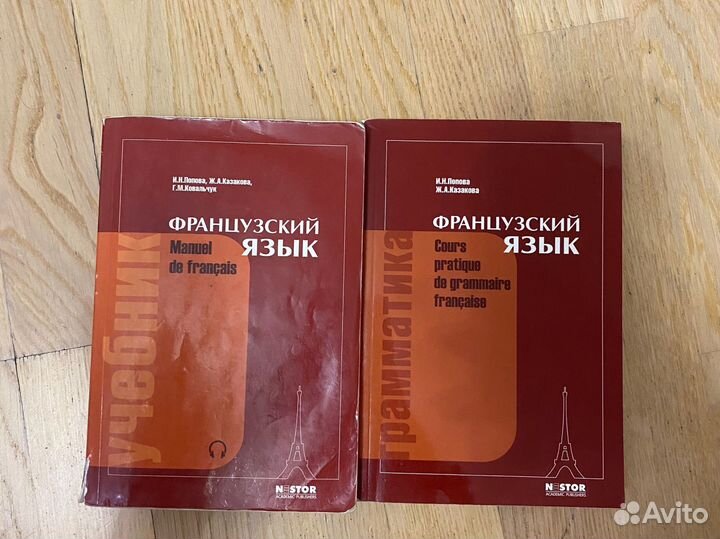 И.Н.Попова, Ж.А.Казакова,
Г.М.Ковальчук
ФРАНЦУЗСКИЙ
ЯЗЫК
Manuel
de français
учебник
NESTOR
ACADEMIC PUBLISHERS
И.Н.Попова
Ж.А.Казакова
ФРАНЦУЗСКИЙ
ЯЗЫК
Cours
pratique
de grammaire
française
грамматика
NESTOR
ACADEMIC PUBLISHERS
Avito